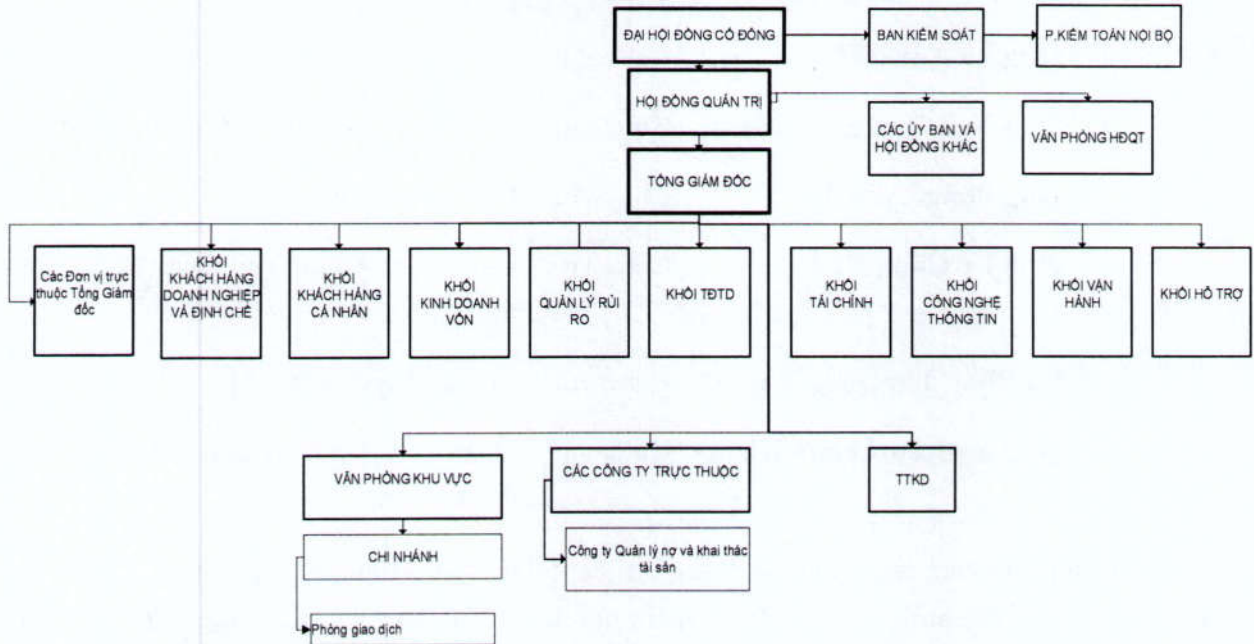 ĐẠI HỘI ĐỒNG CỔ ĐÔNG
BAN KIỂM SOÁT
P.KIỂM TOÁN NỘI BỘ
HỘI ĐỒNG QUẢN TRỊ
CÁC ỦY BAN VÀ
HỘI ĐỒNG KHÁC
VĂN PHÒNG HĐQT
TỔNG GIÁM ĐỐC
Các Đơn vị trực
thuộc Tổng Giám
đốc
KHỐI
KHÁCH HÀNG
DOANH NGHIỆP
VÀ ĐỊNH CHẾ
KHỐI
KHÁCH HÀNG
CÁ NHÂN
KHỐI
KINH DOANH
VỐN
KHỐI
QUẢN LÝ RỦI
RO
KHỐI TĐTD
KHỐI
TÀI CHÍNH
KHỐI
CÔNG NGHỆ
THÔNG TIN
KHỐI VẬN
HÀNH
KHỐI HỖ TRỢ
VĂN PHÒNG KHU VỰC
CÁC CÔNG TY TRỰC THUỘC
TTKD
CHI NHÁNH
Công ty Quản lý nợ và khai thác
tài sản
Phòng giao dịch